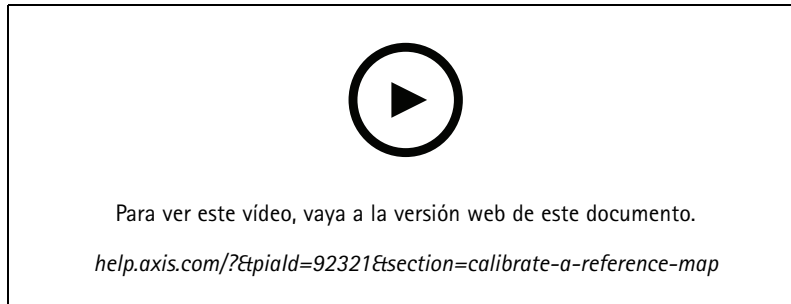 Para ver este vídeo, vaya a la versión web de este documento.
help.axis.com/?&piaId=92321&section=calibrate-a-reference-map